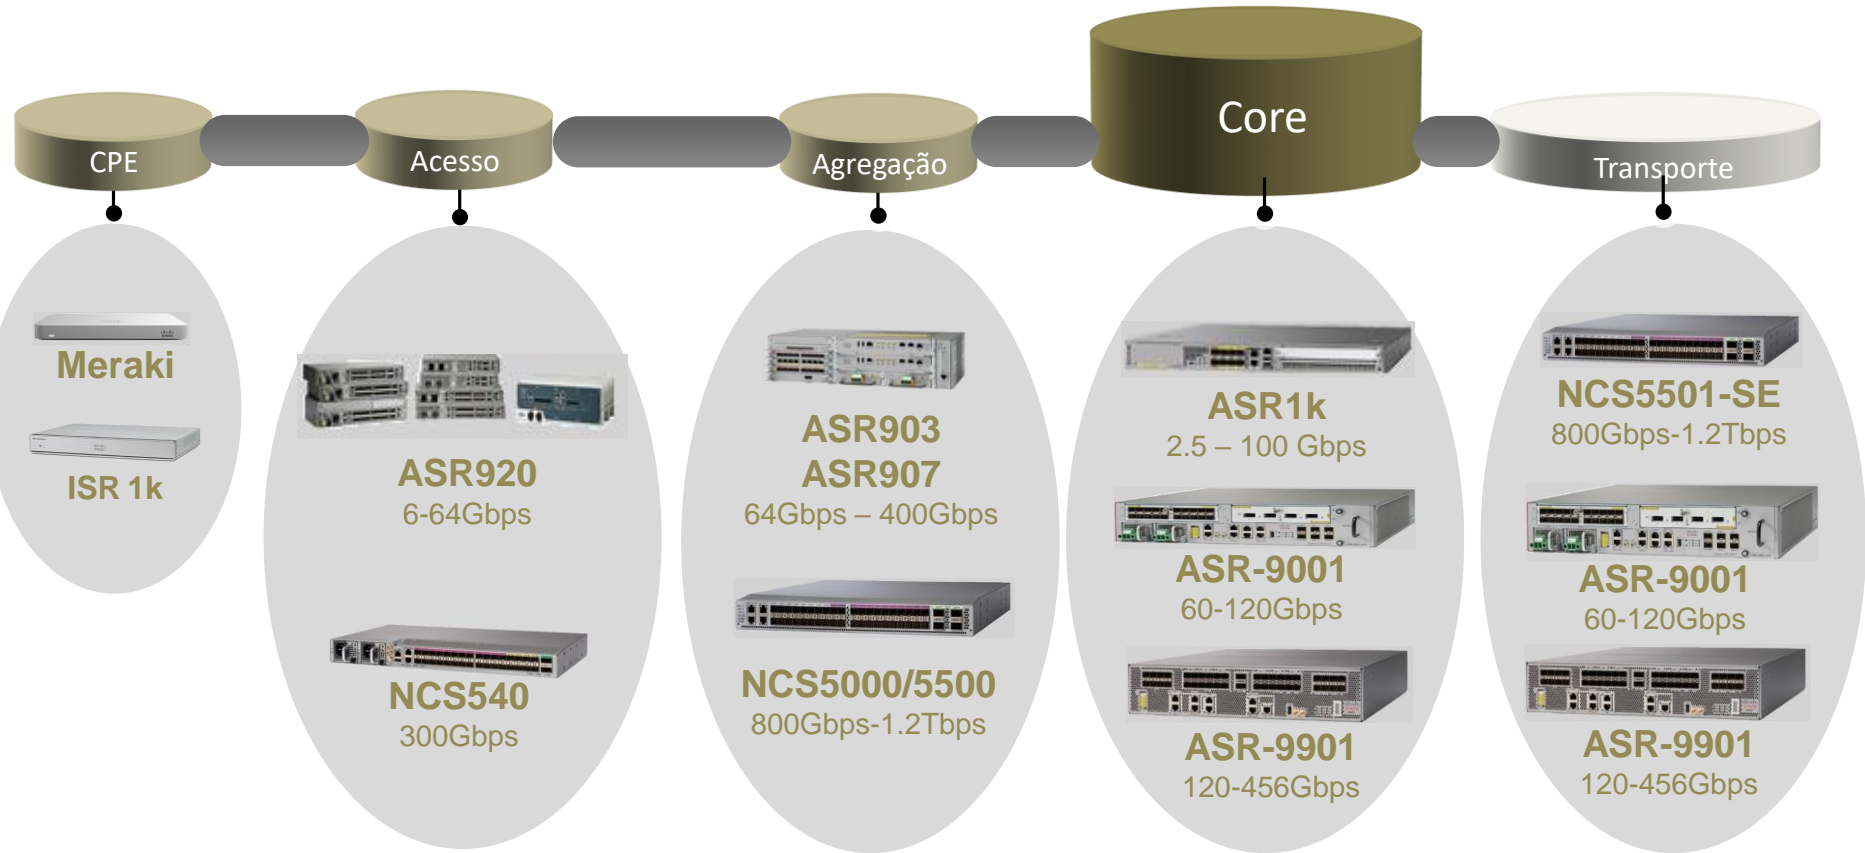 CPE
Acesso
Agregação
Core
Transporte
Meraki
ISR 1k
ASR920
6-64Gbps
NCS540
300Gbps
ASR903
ASR907
64Gbps – 400Gbps
NCS5000/5500
800Gbps-1.2Tbps
ASR1k
2.5 – 100 Gbps
ASR-9001
60-120Gbps
ASR-9901
120-456Gbps
NCS5501-SE
800Gbps-1.2Tbps
ASR-9001
60-120Gbps
ASR-9901
120-456Gbps